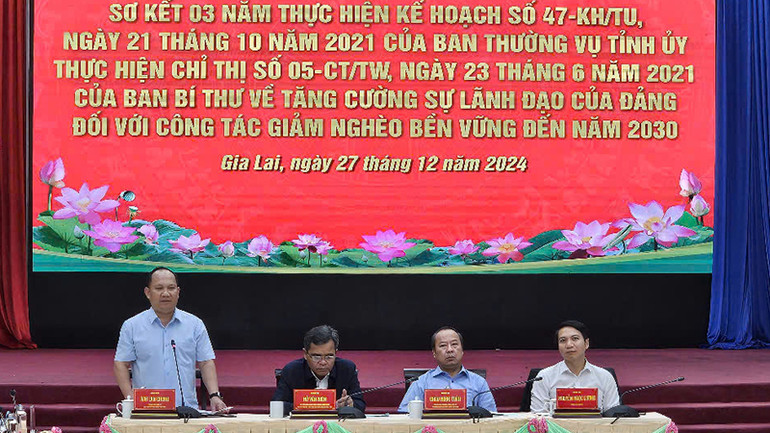 SƠ KẾT 03 NĂM THỰC HIỆN KẾ HOẠCH SỐ 47-KH/TU,
NGÀY 21 THÁNG 10 NĂM 2021 CỦA BAN THƯỜNG VỤ TỈNH ỦY
THỰC HIỆN CHỈ THỊ SỐ 05-CT/TW, NGÀY 23 THÁNG 6 NĂM 2021
CỦA BAN BÍ THƯ VỀ TĂNG CƯỜNG SỰ LÃNH ĐẠO CỦA ĐẢNG
ĐỐI VỚI CÔNG TÁC GIẢM NGHÈO BỀN VỮNG ĐẾN NĂM 2030
Gia Lai, ngày 27 tháng 12 năm 2024